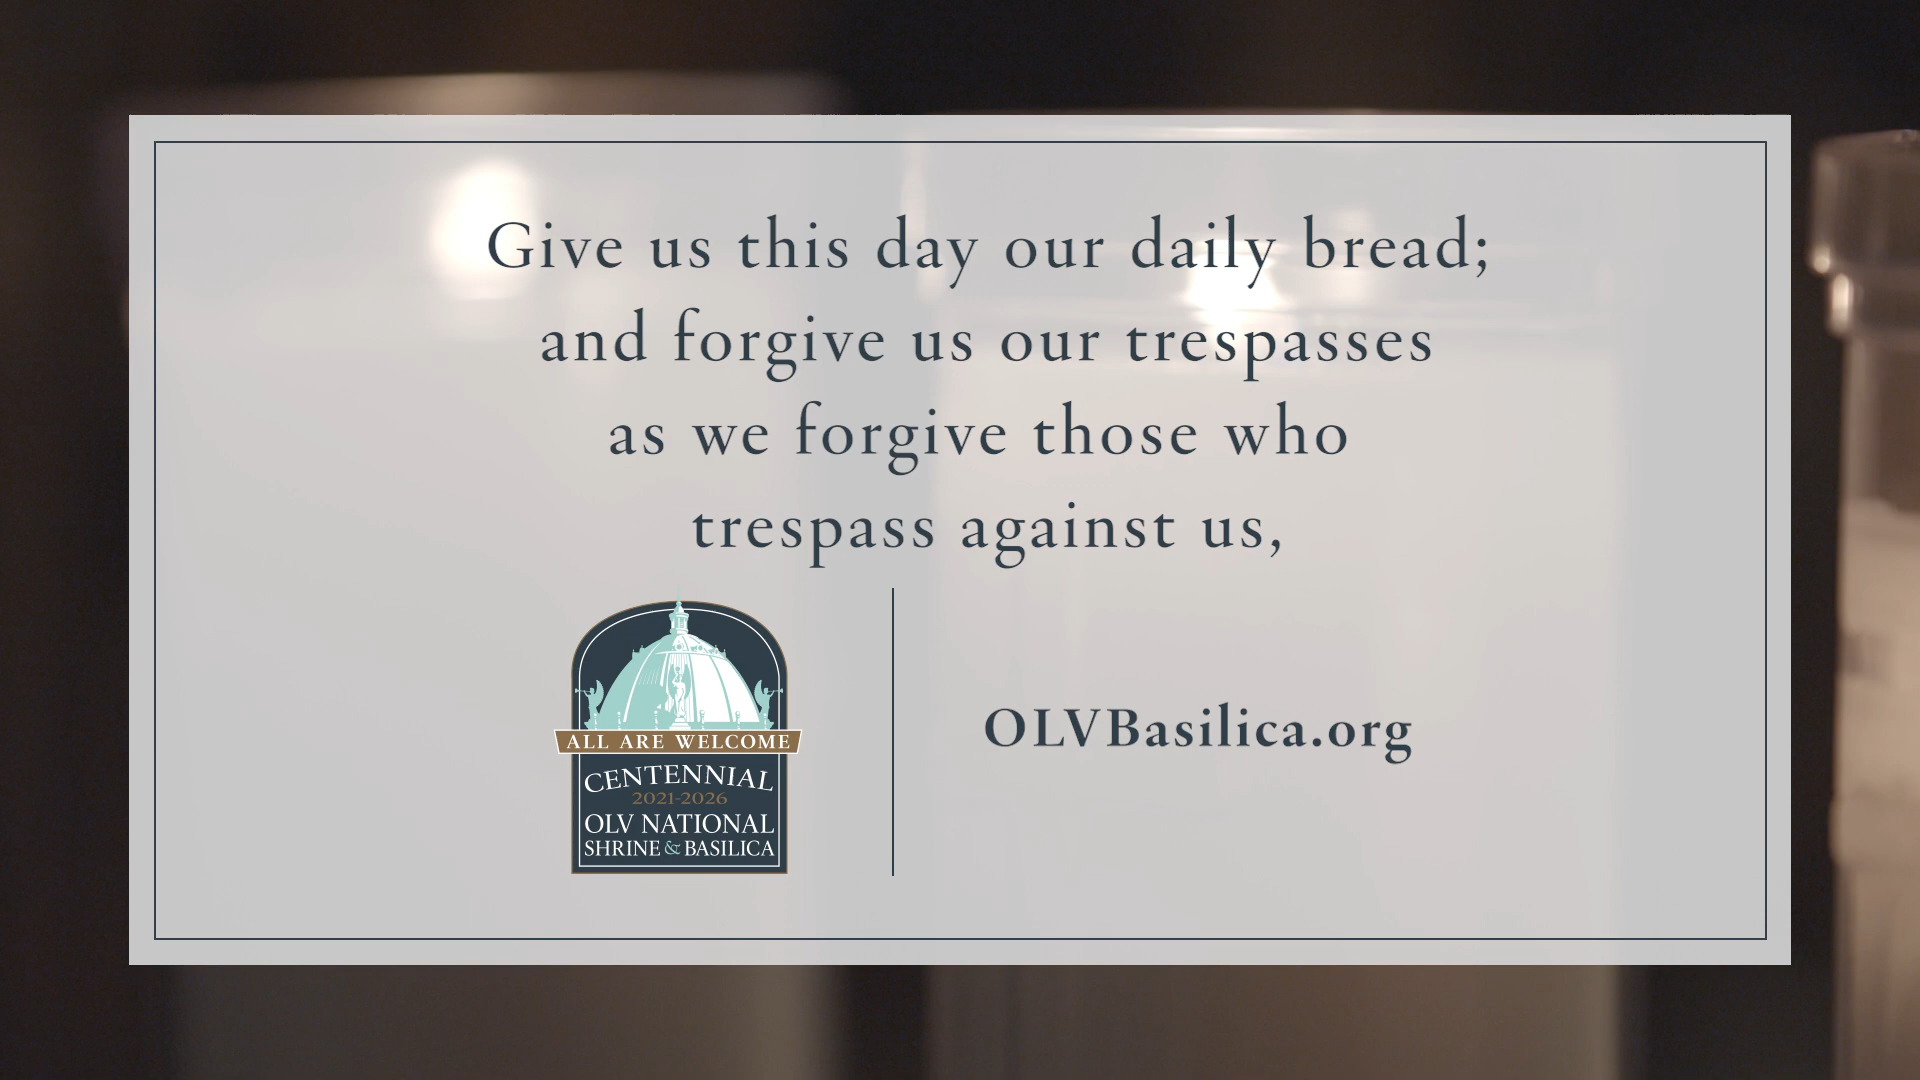 Give us this day our daily bread;
and forgive us our trespasses
as we forgive those who
trespass against us,
ALL ARE WELCOME
CENTENNIAL
2021-2026
OLV NATIONAL
SHRINE & BASILICA
OLVBasilica.org